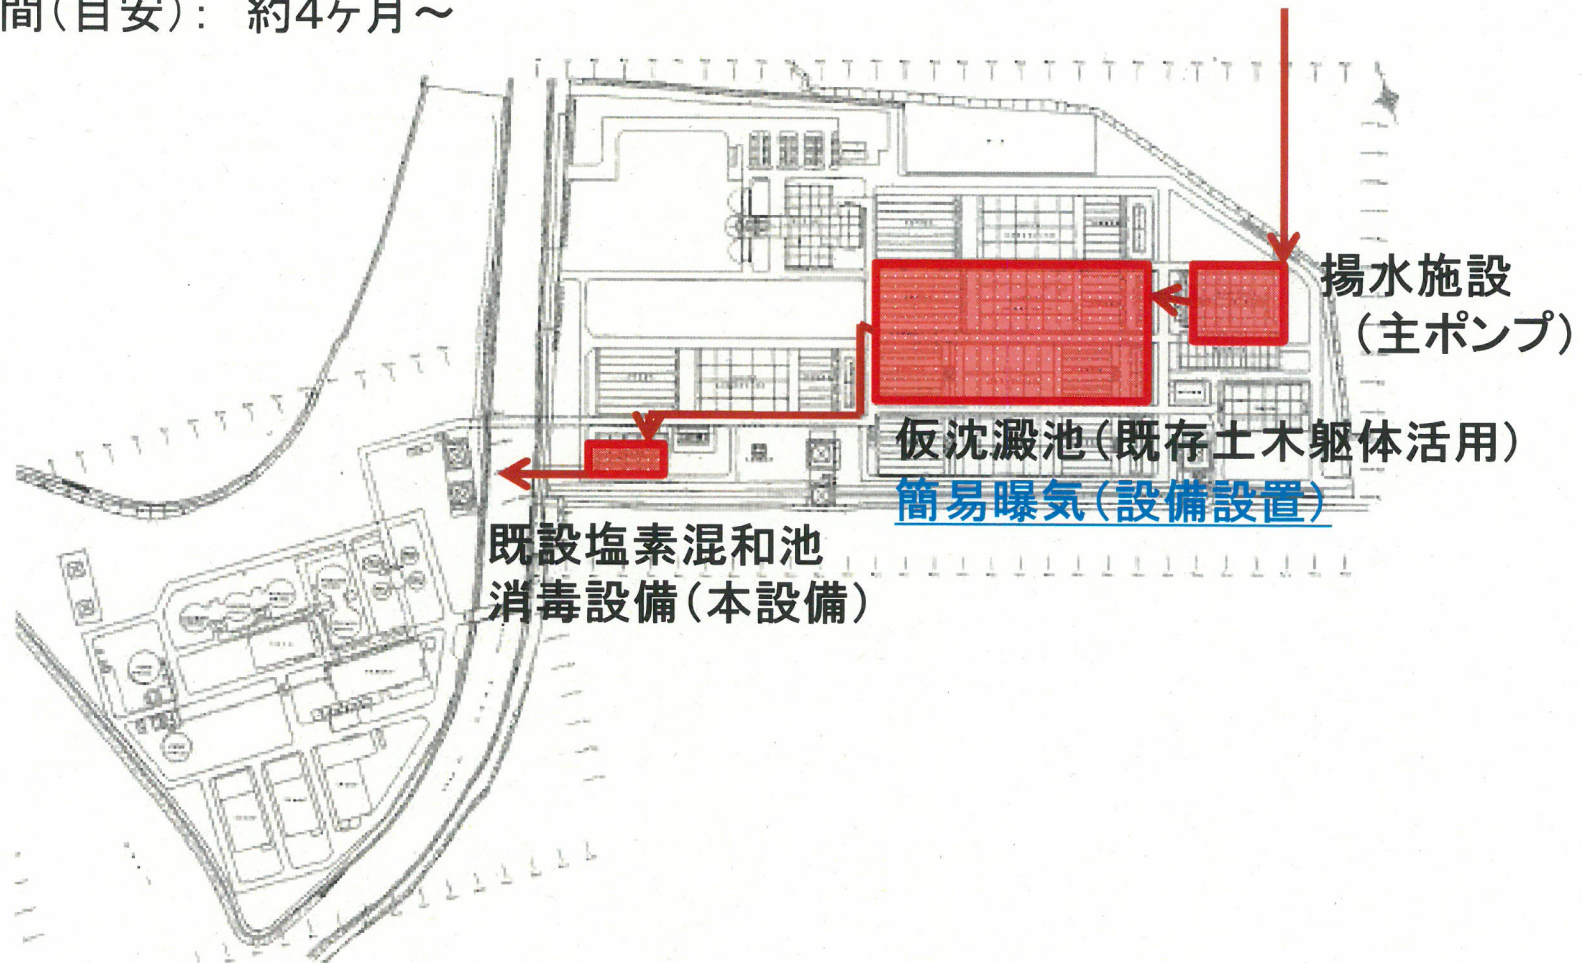 間(目安): 約4ヶ月～
揚水施設
(主ポンプ)
仮沈澱池(既存土木躯体活用)
簡易曝気(設備設置)
既設塩素混和池
消毒設備(本設備)